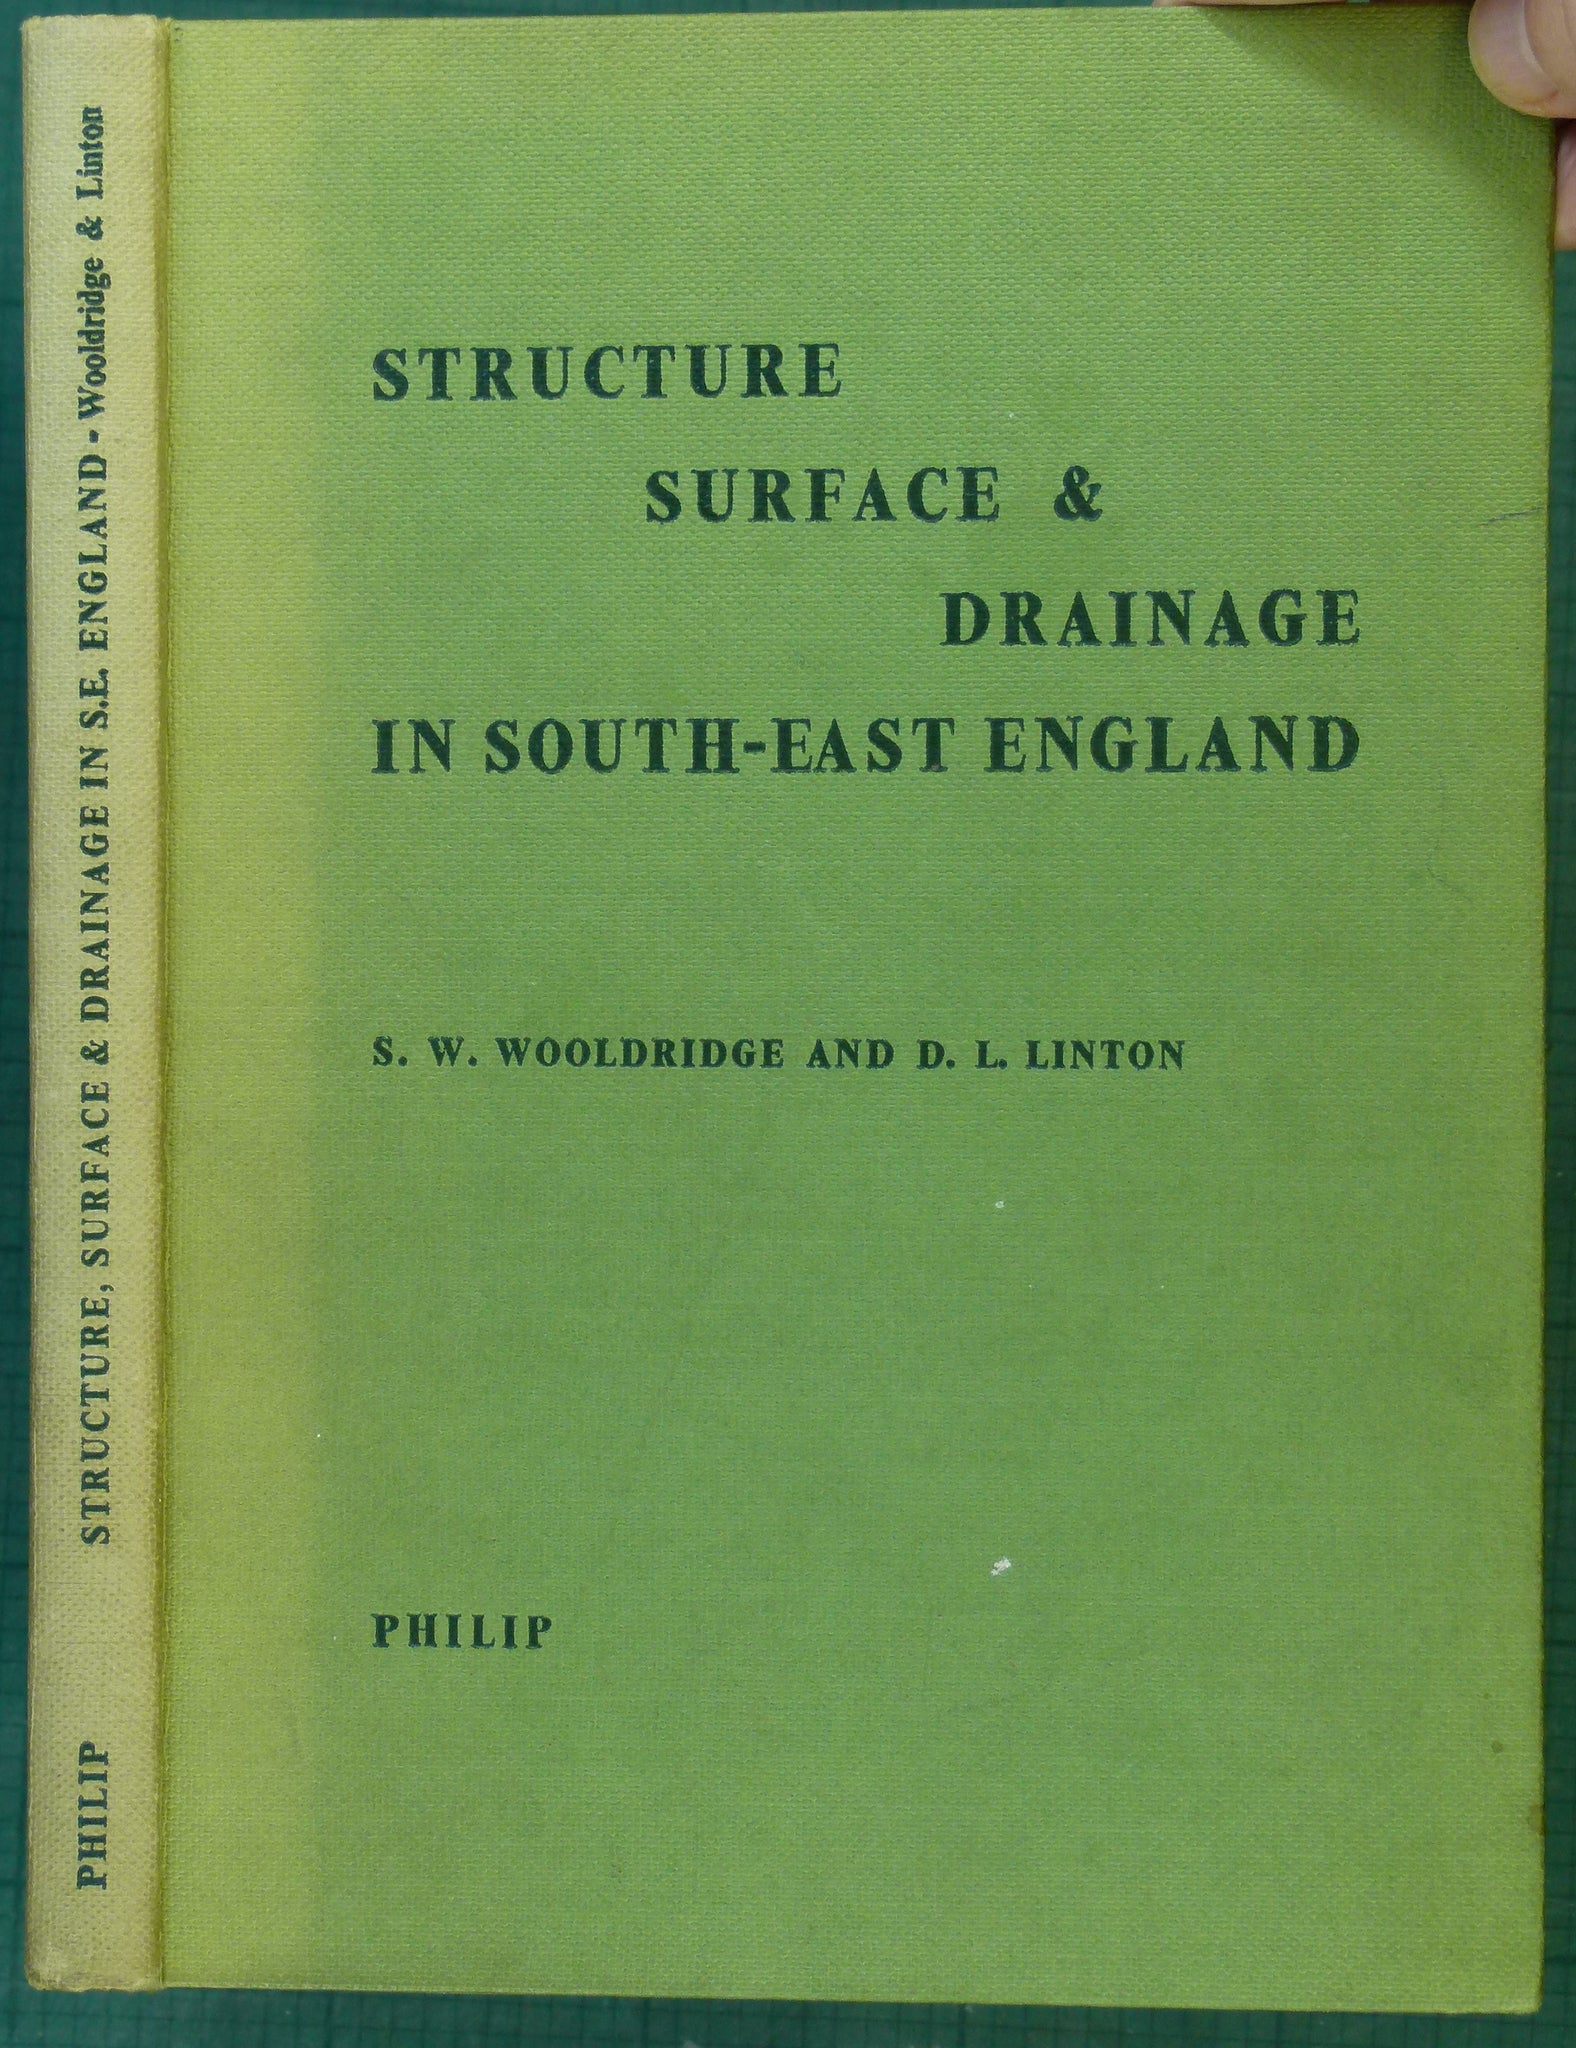 STRUCTURE
SURFACE &
DRAINAGE
IN SOUTH-EAST ENGLAND
S. W. WOOLDRIDGE AND D. L. LINTON
PHILIP
PHILIP STRUCTURE, SURFACE & DRAINAGE IN S.E. ENGLAND - Wooldridge & Linton